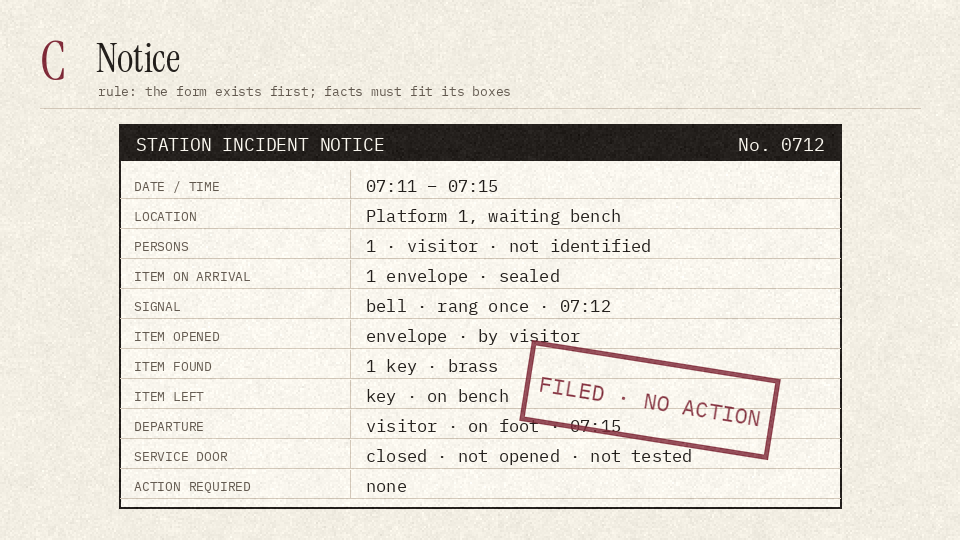 C Notice
rule: the form exists first; facts must fit its boxes
STATION INCIDENT NOTICE No. 0712
DATE / TIME 07:11 – 07:15
LOCATION Platform 1, waiting bench
PERSONS 1 · visitor · not identified
ITEM ON ARRIVAL 1 envelope · sealed
SIGNAL bell · rang once · 07:12
ITEM OPENED envelope · by visitor
ITEM FOUND 1 key · brass
ITEM LEFT key · on bench
FILED · NO ACTION
DEPARTURE visitor · on foot · 07:15
SERVICE DOOR closed · not opened · not tested
ACTION REQUIRED none